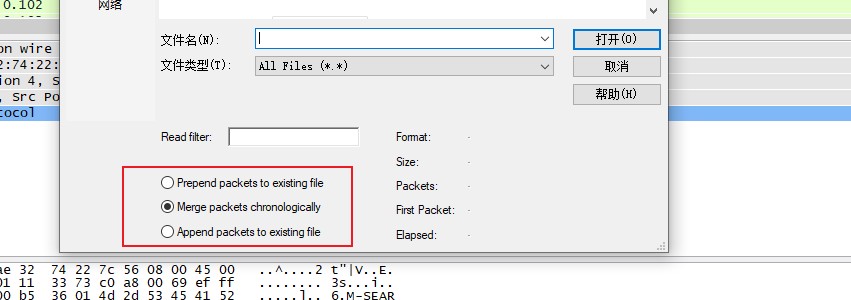 0.102
网络
文件名(N):
打开(O)
on wire
文件类型(T): All Files (*.*)
取消
2:74:22:
ion 4, S
帮助(H)
, Src Po
tocol
Read filter:
Format: -
Size: -
Prepend packets to existing file
Packets: -
Merge packets chronologically
First Packet: -
Append packets to existing file
Elapsed: -
ae 32 74 22 7c 56 08 00 45 00 ..^....2 t"|V..E.
01 11 33 73 c0 a8 00 69 ef ff ........ 3s...i..
00 b5 36 01 4d 2d 53 45 41 52 .....l.. 6.M-SEAR